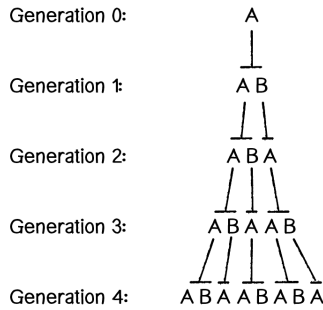 Generation 0: A
Generation 1: A B
Generation 2: A B A
Generation 3: A B A A B
Generation 4: A B A A B A B A